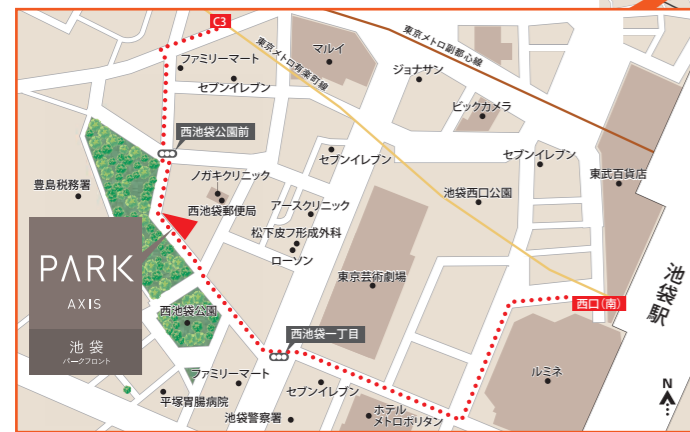 C3
東京メトロ副都心線
東京メトロ有楽町線
マルイ
ファミリーマート
セブンイレブン
ジョナサン
ビックカメラ
西池袋公園前
セブンイレブン
セブンイレブン
東武百貨店
豊島税務署
ノガキクリニック
西池袋郵便局
アースクリニック
池袋西口公園
松下皮フ形成外科
ローソン
PARK
AXIS
池袋
パークフロント
東京芸術劇場
池袋駅
西口(南)
西池袋公園
西池袋一丁目
ファミリーマート
平塚胃腸病院
セブンイレブン
池袋警察署
ホテル
メトロポリタン
ルミネ
N